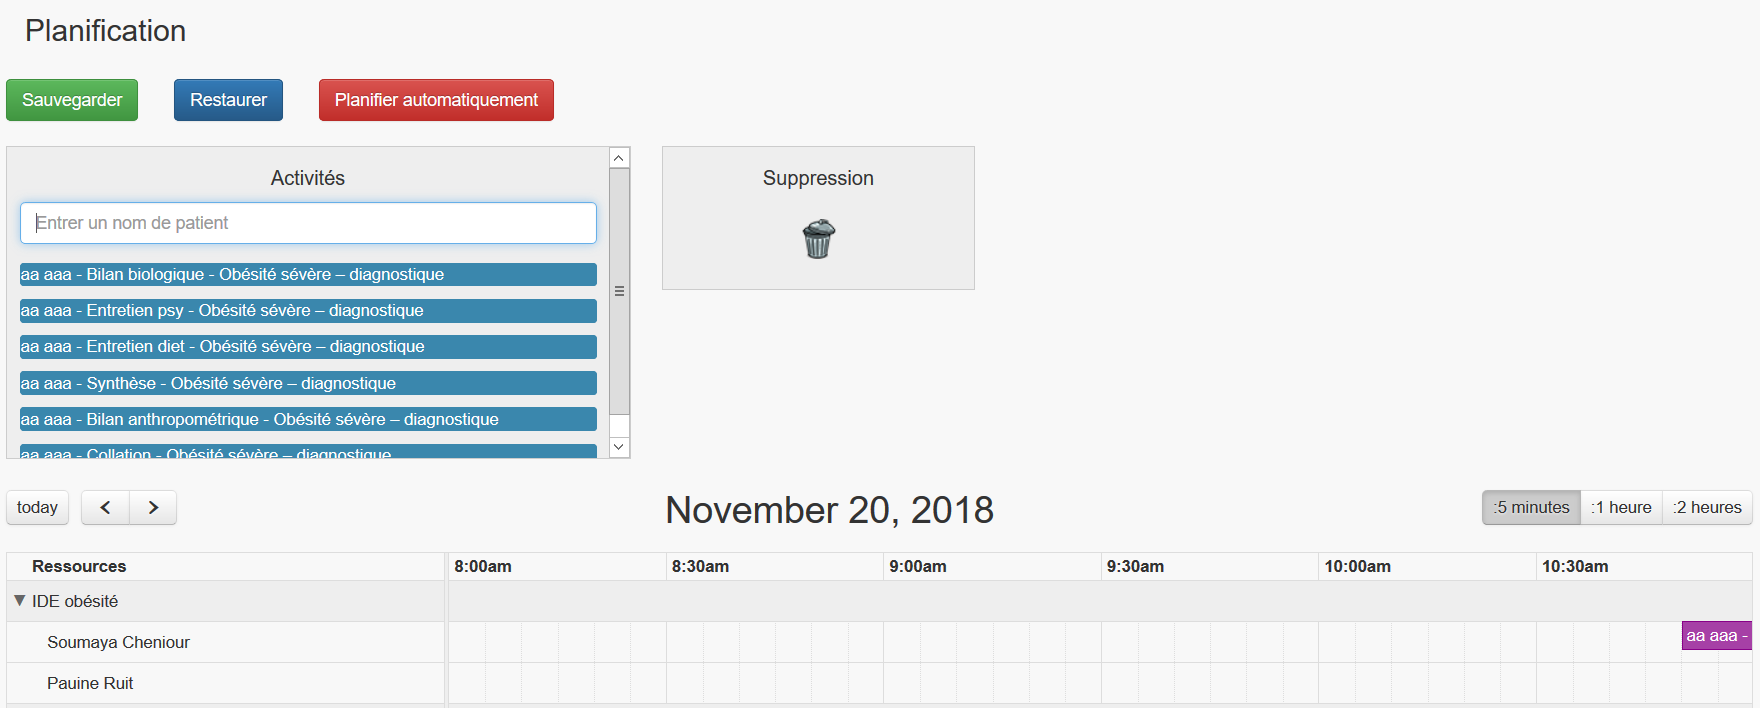 Planification
Sauvegarder
Restaurer
Planifier automatiquement
Activités
Entrer un nom de patient
aa aaa - Bilan biologique - Obésité sévère – diagnostique
aa aaa - Entretien psy - Obésité sévère – diagnostique
aa aaa - Entretien diet - Obésité sévère – diagnostique
aa aaa - Synthèse - Obésité sévère – diagnostique
aa aaa - Bilan anthropométrique - Obésité sévère – diagnostique
aa aaa - Collation - Obésité sévère – diagnostique
Suppression
today
November 20, 2018
:5 minutes :1 heure :2 heures
Ressources 8:00am 8:30am 9:00am 9:30am 10:00am 10:30am
IDE obésité
Soumaya Cheniour aa aaa -
Pauine Ruit